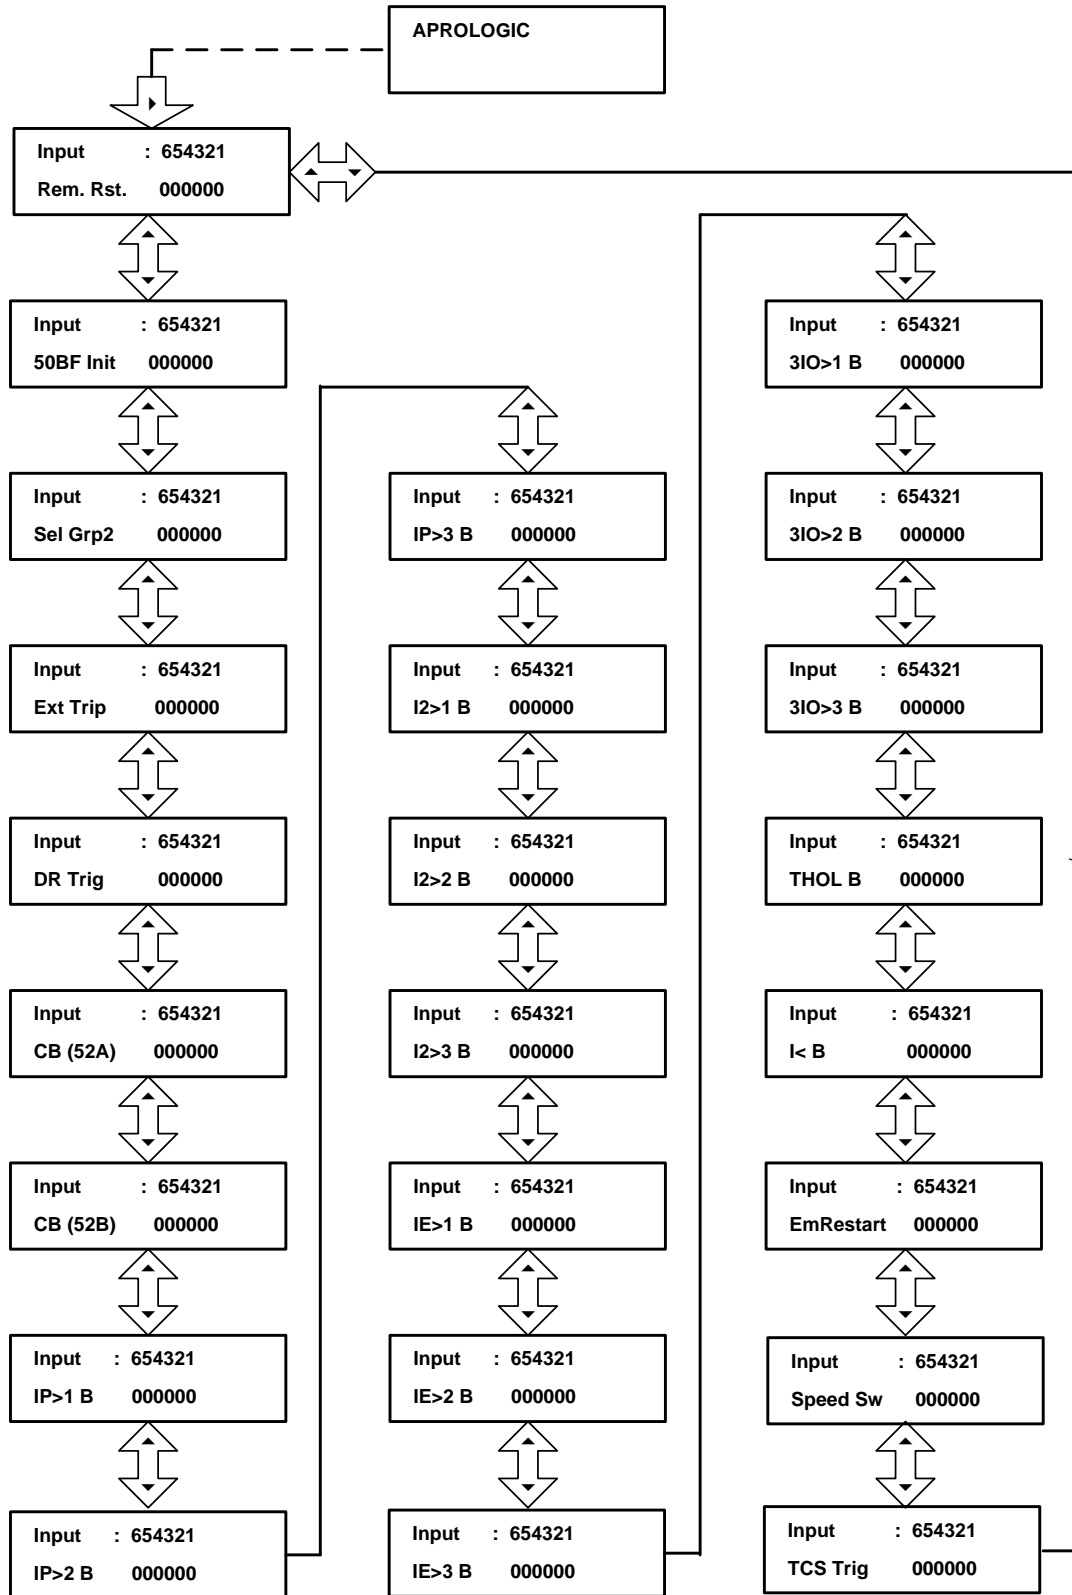 APROLOGIC
Input : 654321
Rem. Rst. 000000
Input : 654321
50BF Init 000000
Input : 654321
Sel Grp2 000000
Input : 654321
Ext Trip 000000
Input : 654321
DR Trig 000000
Input : 654321
CB (52A) 000000
Input : 654321
CB (52B) 000000
Input : 654321
IP>1 B 000000
Input : 654321
IP>2 B 000000
Input : 654321
IP>3 B 000000
Input : 654321
I2>1 B 000000
Input : 654321
I2>2 B 000000
Input : 654321
I2>3 B 000000
Input : 654321
IE>1 B 000000
Input : 654321
IE>2 B 000000
Input : 654321
IE>3 B 000000
Input : 654321
3IO>1 B 000000
Input : 654321
3IO>2 B 000000
Input : 654321
3IO>3 B 000000
Input : 654321
THOL B 000000
Input : 654321
I< B 000000
Input : 654321
EmRestart 000000
Input : 654321
Speed Sw 000000
Input : 654321
TCS Trig 000000